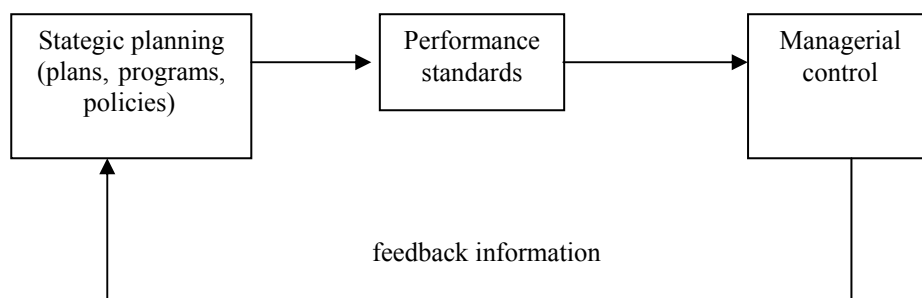 Stategic planning
(plans, programs,
policies)
Performance
standards
Managerial
control
feedback information